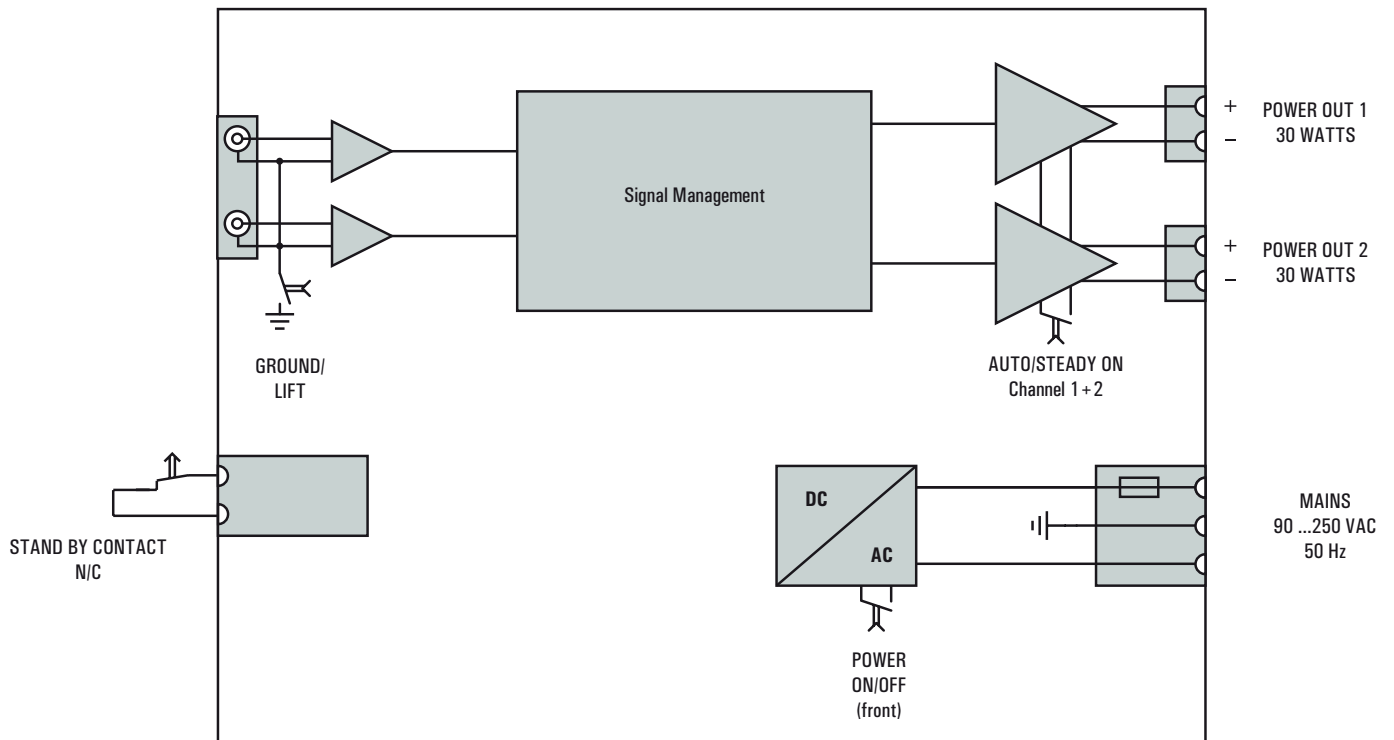 Signal Management
+
−
POWER OUT 1
30 WATTS
+
−
POWER OUT 2
30 WATTS
GROUND/
LIFT
AUTO/STEADY ON
Channel 1+2
STAND BY CONTACT
N/C
DC
AC
POWER
ON/OFF
(front)
MAINS
90 ...250 VAC
50 Hz